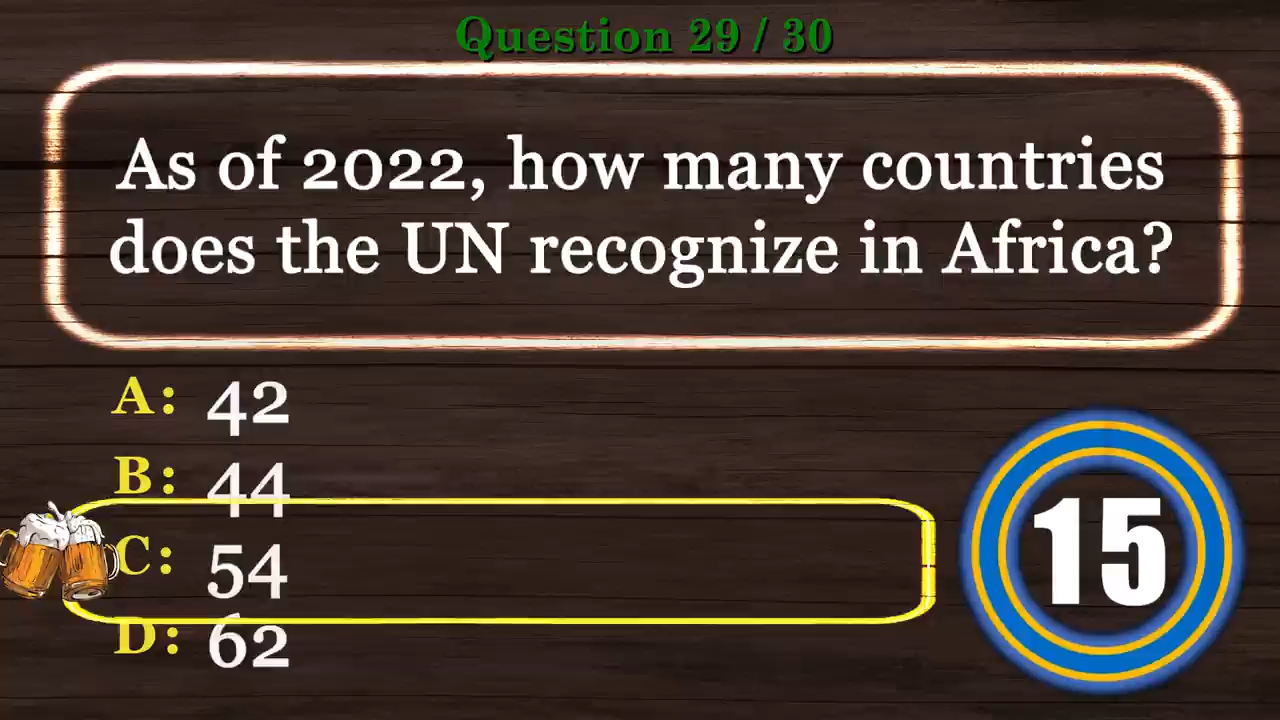 Question 29 / 30
As of 2022, how many countries
does the UN recognize in Africa?
A: 42
B: 44
C: 54
D: 62
15